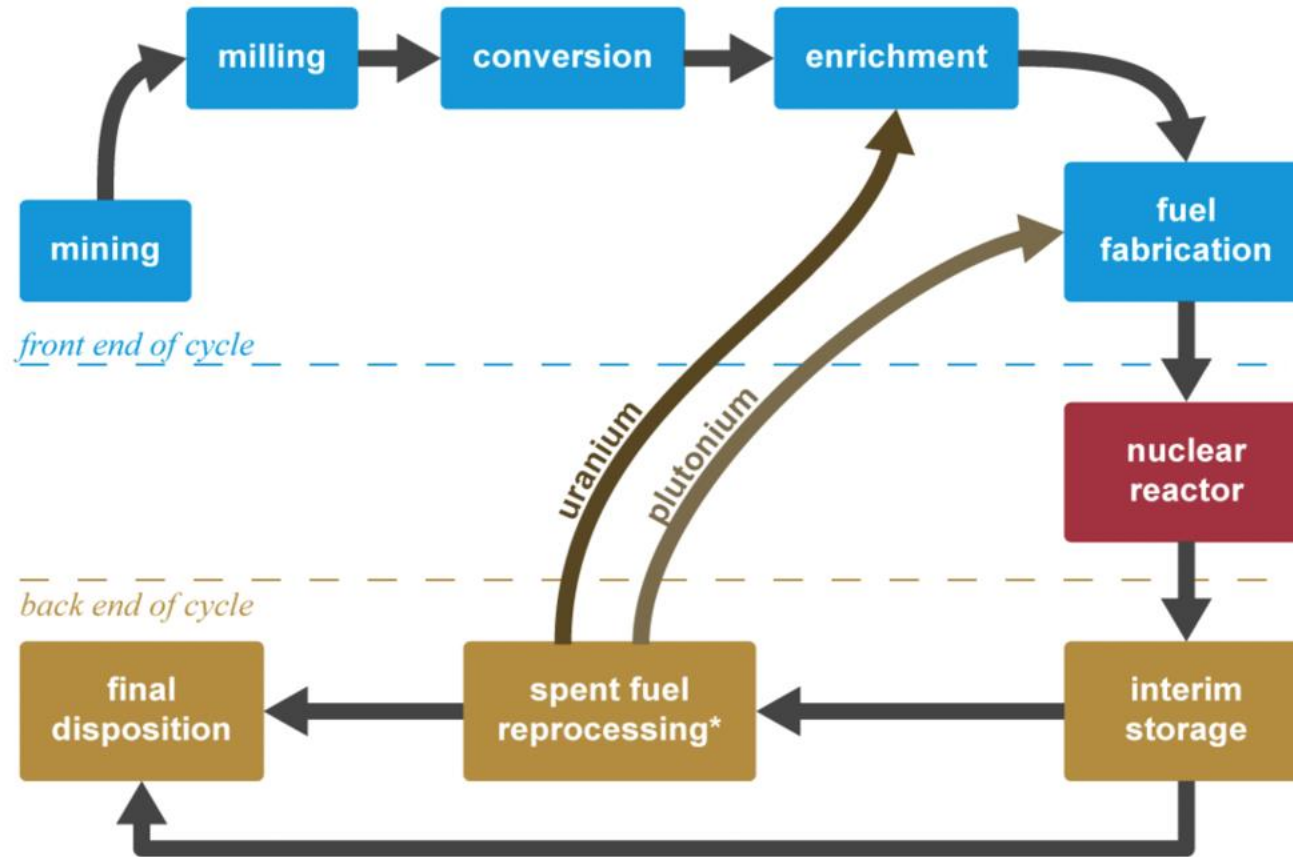 milling
conversion
enrichment
mining
fuel
fabrication
front end of cycle
uranium
plutonium
nuclear
reactor
back end of cycle
final
disposition
spent fuel
reprocessing*
interim
storage